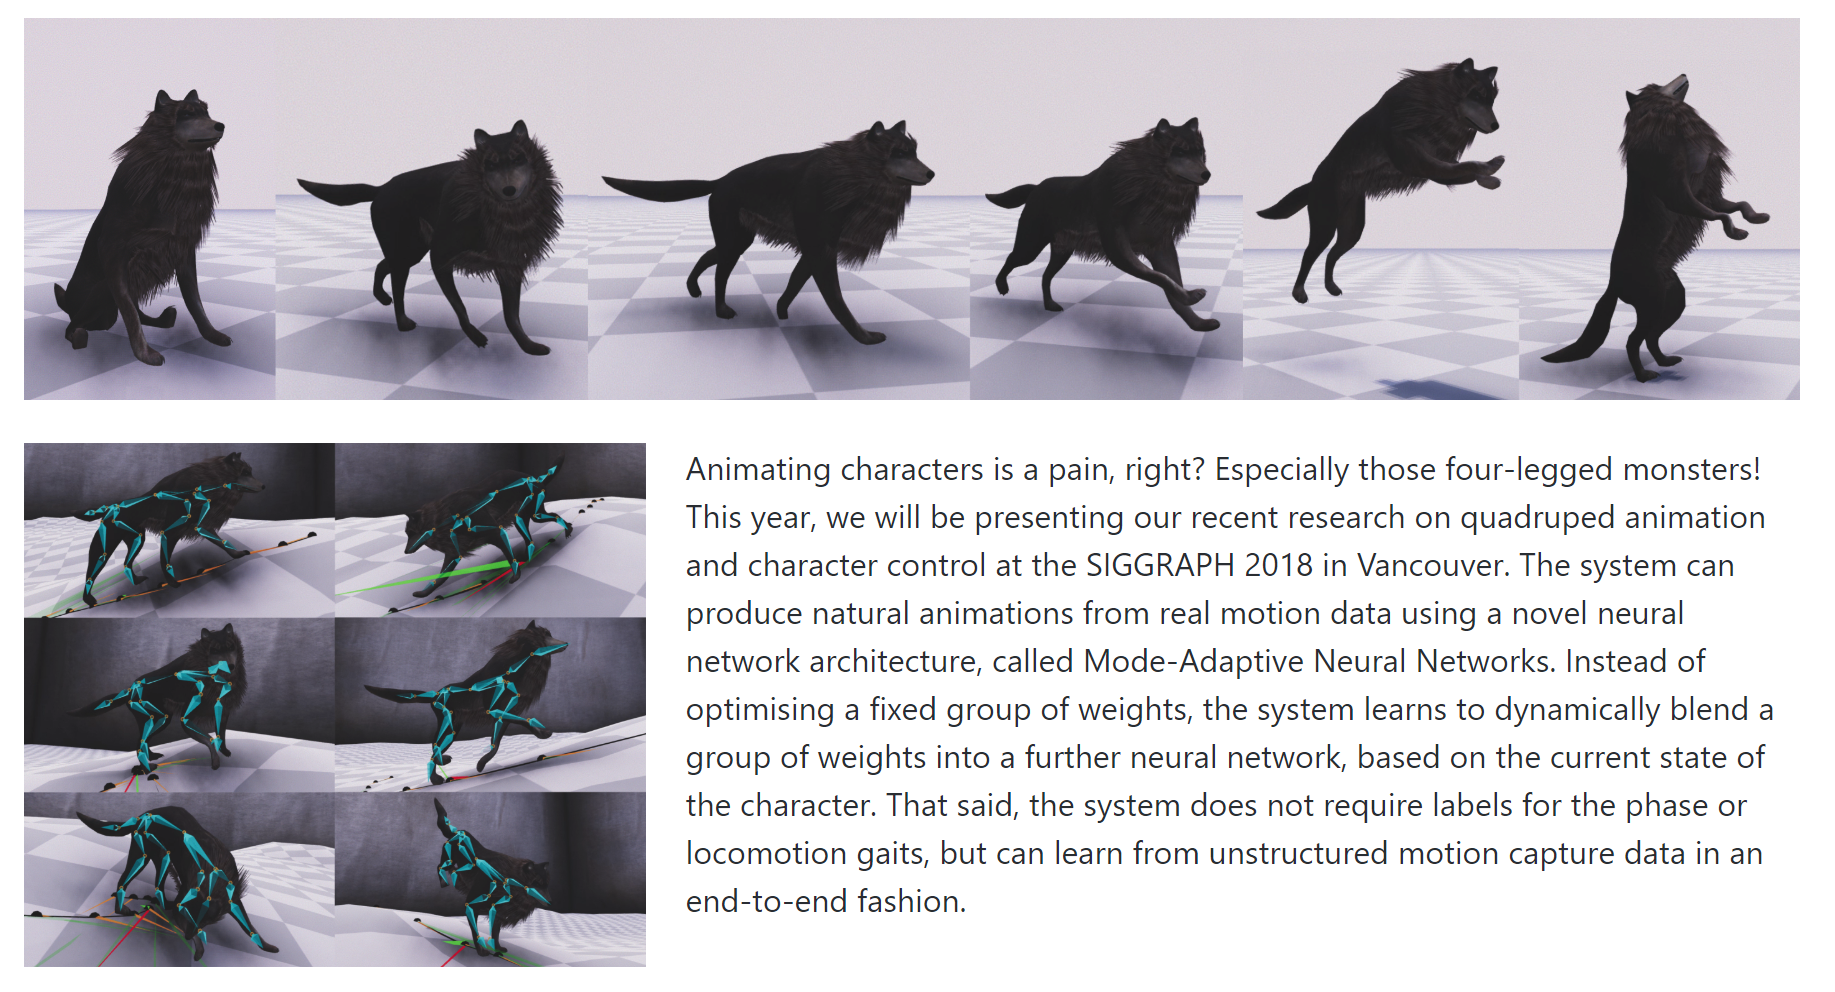 Animating characters is a pain, right? Especially those four-legged monsters!
This year, we will be presenting our recent research on quadruped animation
and character control at the SIGGRAPH 2018 in Vancouver. The system can
produce natural animations from real motion data using a novel neural
network architecture, called Mode-Adaptive Neural Networks. Instead of
optimising a fixed group of weights, the system learns to dynamically blend a
group of weights into a further neural network, based on the current state of
the character. That said, the system does not require labels for the phase or
locomotion gaits, but can learn from unstructured motion capture data in an
end-to-end fashion.